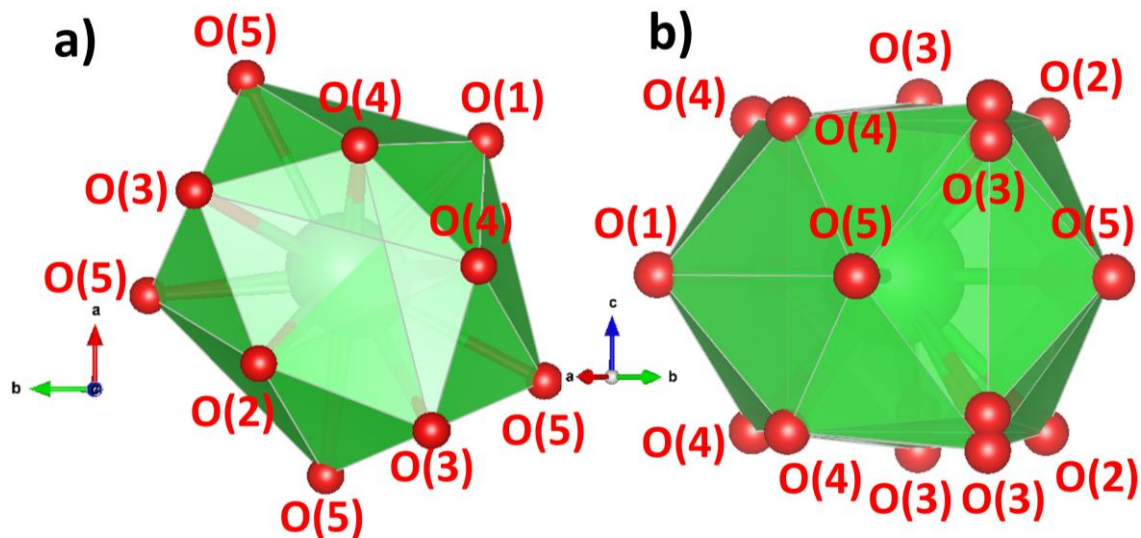 a)
O(5)
O(4)
O(1)
O(3)
O(4)
O(5)
O(2)
O(3)
O(5)
O(5)
a
b
c
b)
O(3)
O(2)
O(4)
O(4)
O(3)
O(1)
O(5)
O(5)
c
a
b
O(4)
O(4)
O(3)
O(3)
O(2)